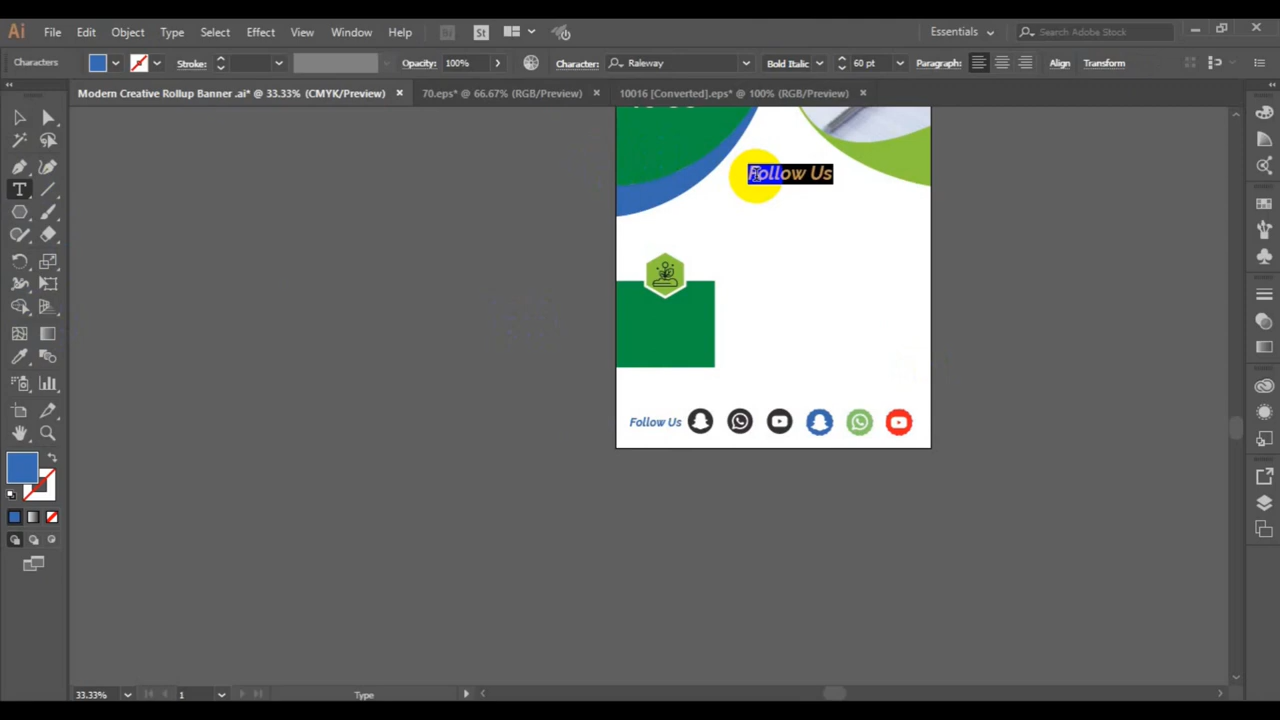 Ai File Edit Object Type Select Effect View Window Help Br St Essentials Search Adobe Stock
Characters Stroke: Opacity: 100% Character: Raleway Bold Italic 60 pt Paragraph: Align Transform
Modern Creative Rollup Banner .ai* @ 33.33% (CMYK/Preview) 70.eps* @ 66.67% (RGB/Preview) 10016 [Converted].eps* @ 100% (RGB/Preview)
Follow Us
Follow Us
33.33% 1 Type